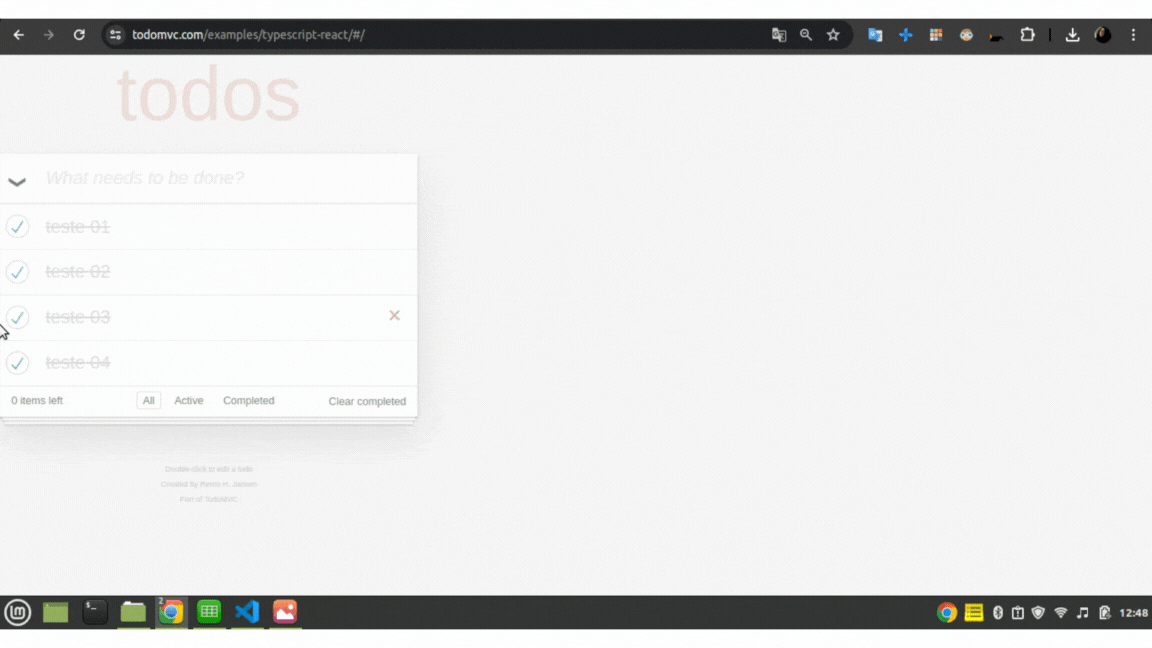 todomvc.com/examples/typescript-react/#/
todos
What needs to be done?
teste 01
teste 02
teste 03
teste 04
0 items left
All
Active
Completed
Clear completed
Double-click to edit a todo
Created by Remo H. Jansen
Part of TodoMVC
2
12:48